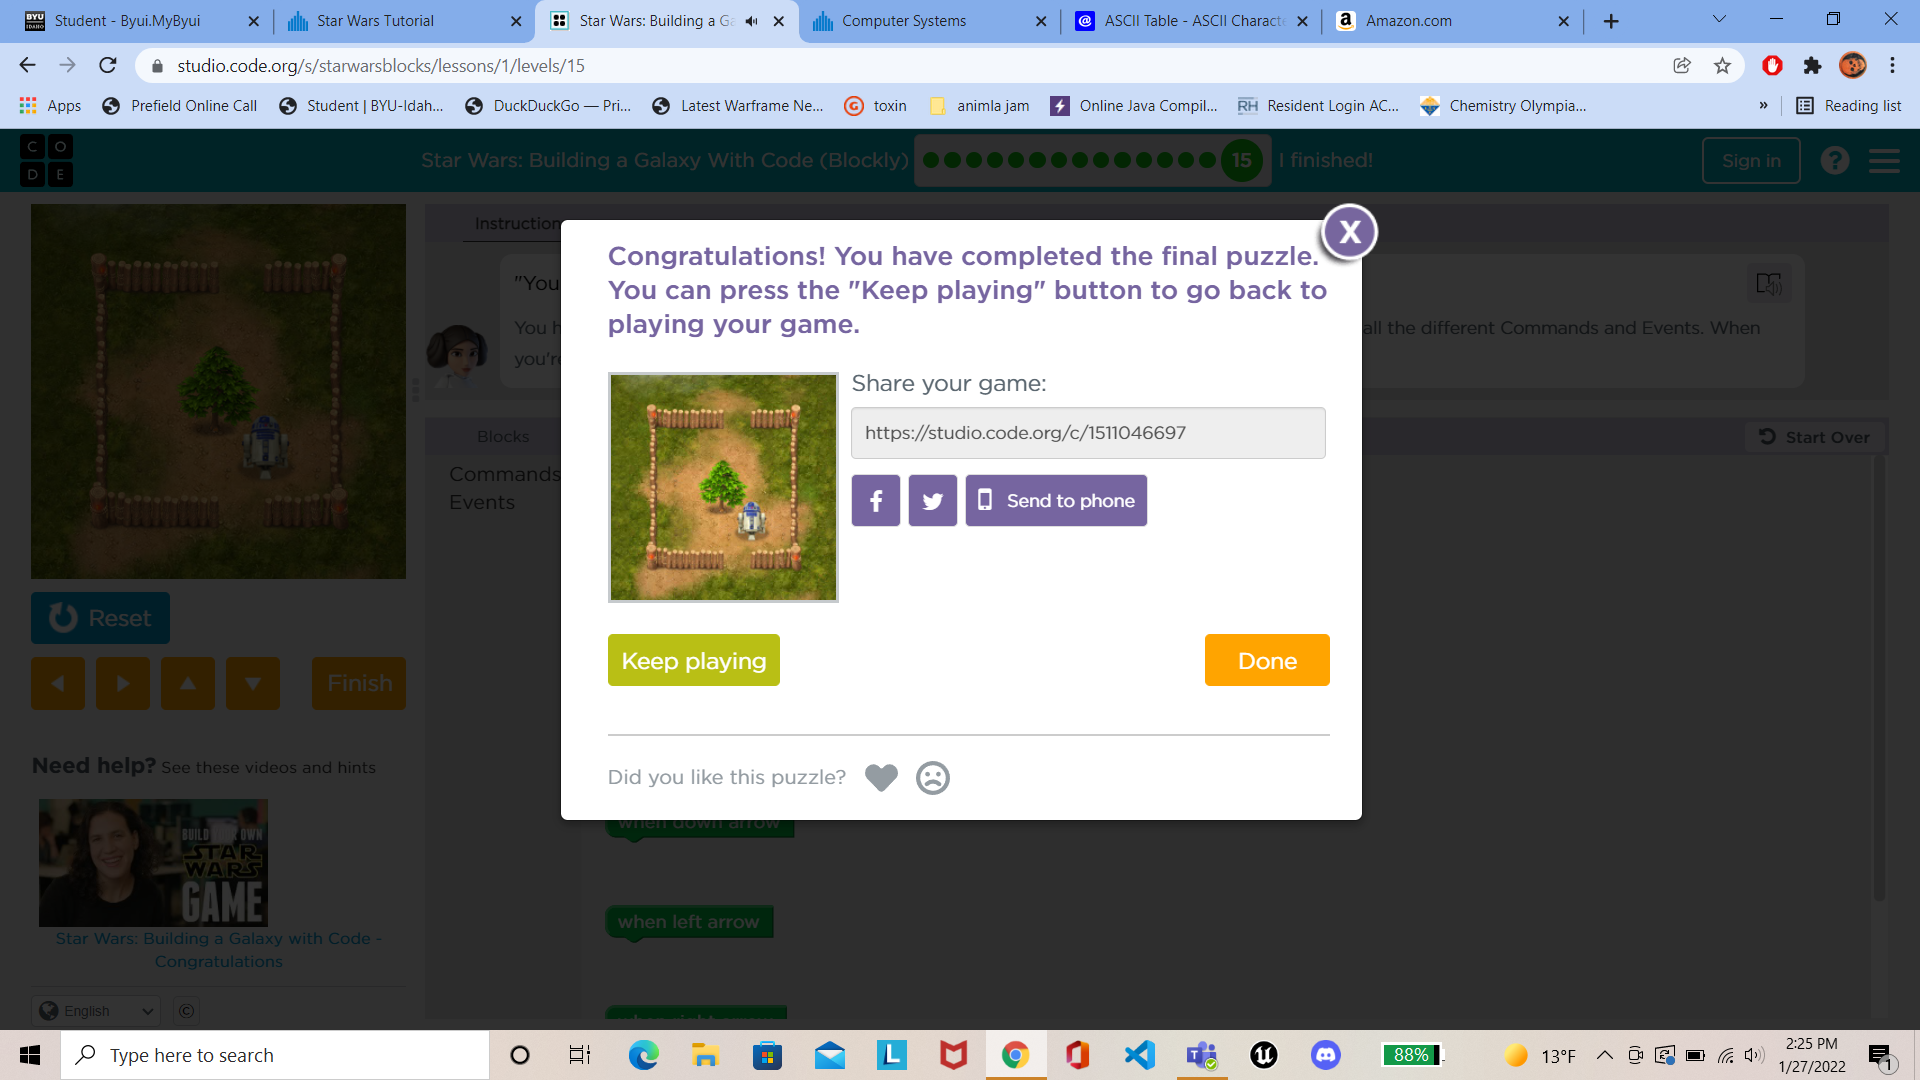 Student - Byui.MyByui
Star Wars Tutorial
Star Wars: Building a Ga
Computer Systems
ASCII Table - ASCII Characte
Amazon.com
studio.code.org/s/starwarsblocks/lessons/1/levels/15
Apps
Prefield Online Call
Student | BYU-Idah...
DuckDuckGo — Pri...
Latest Warframe Ne...
toxin
animla jam
Online Java Compil...
RH Resident Login AC...
Chemistry Olympia...
»
Reading list
C O
D E
Star Wars: Building a Galaxy With Code (Blockly)
15
I finished!
Sign in
?
Instruction
"You
You h
all the different Commands and Events. When
you're
Blocks
Start Over
Commands
Events
X
Congratulations! You have completed the final puzzle.
You can press the "Keep playing" button to go back to
playing your game.
Share your game:
https://studio.code.org/c/1511046697
Send to phone
Keep playing
Done
Did you like this puzzle?
Reset
Finish
Need help? See these videos and hints
BUILD YOUR OWN
STAR
WARS
GAME
Star Wars: Building a Galaxy with Code -
Congratulations
English
©
when down arrow
when left arrow
when right arrow
Type here to search
88%
13°F
2:25 PM
1/27/2022
1